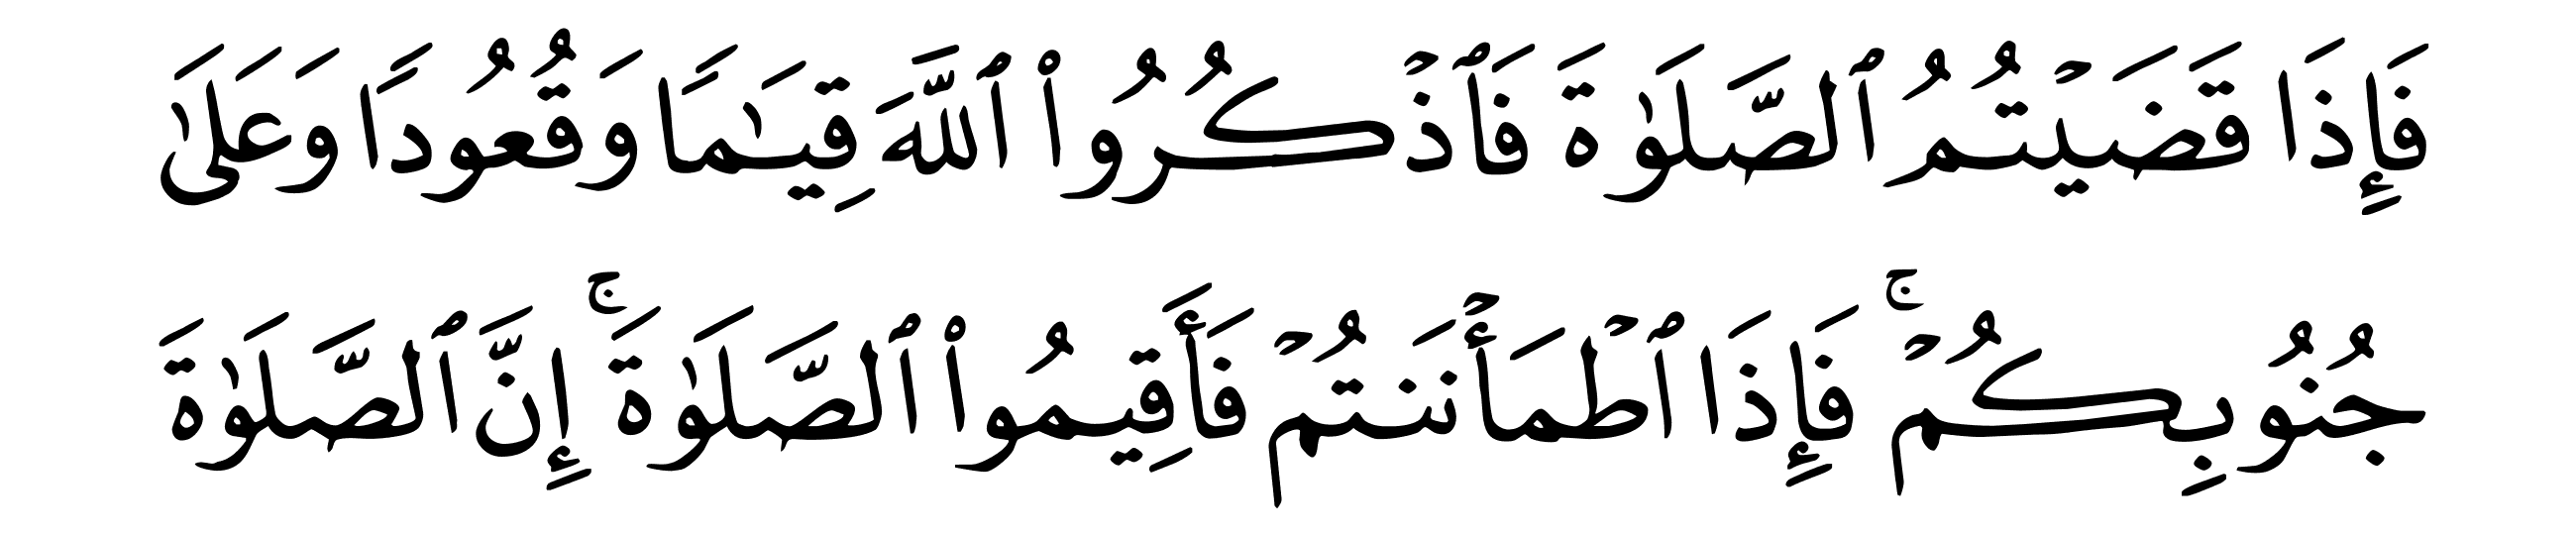 فَإِذَا قَضَيۡتُمُ ٱلصَّلَوٰةَ فَٱذۡكُرُواْ ٱللَّهَ قِيَٰمًا وَقُعُودًا وَعَلَىٰ
جُنُوبِكُمۡۚ فَإِذَا ٱطۡمَأۡنَنتُمۡ فَأَقِيمُواْ ٱلصَّلَوٰةَۚ إِنَّ ٱلصَّلَوٰةَ